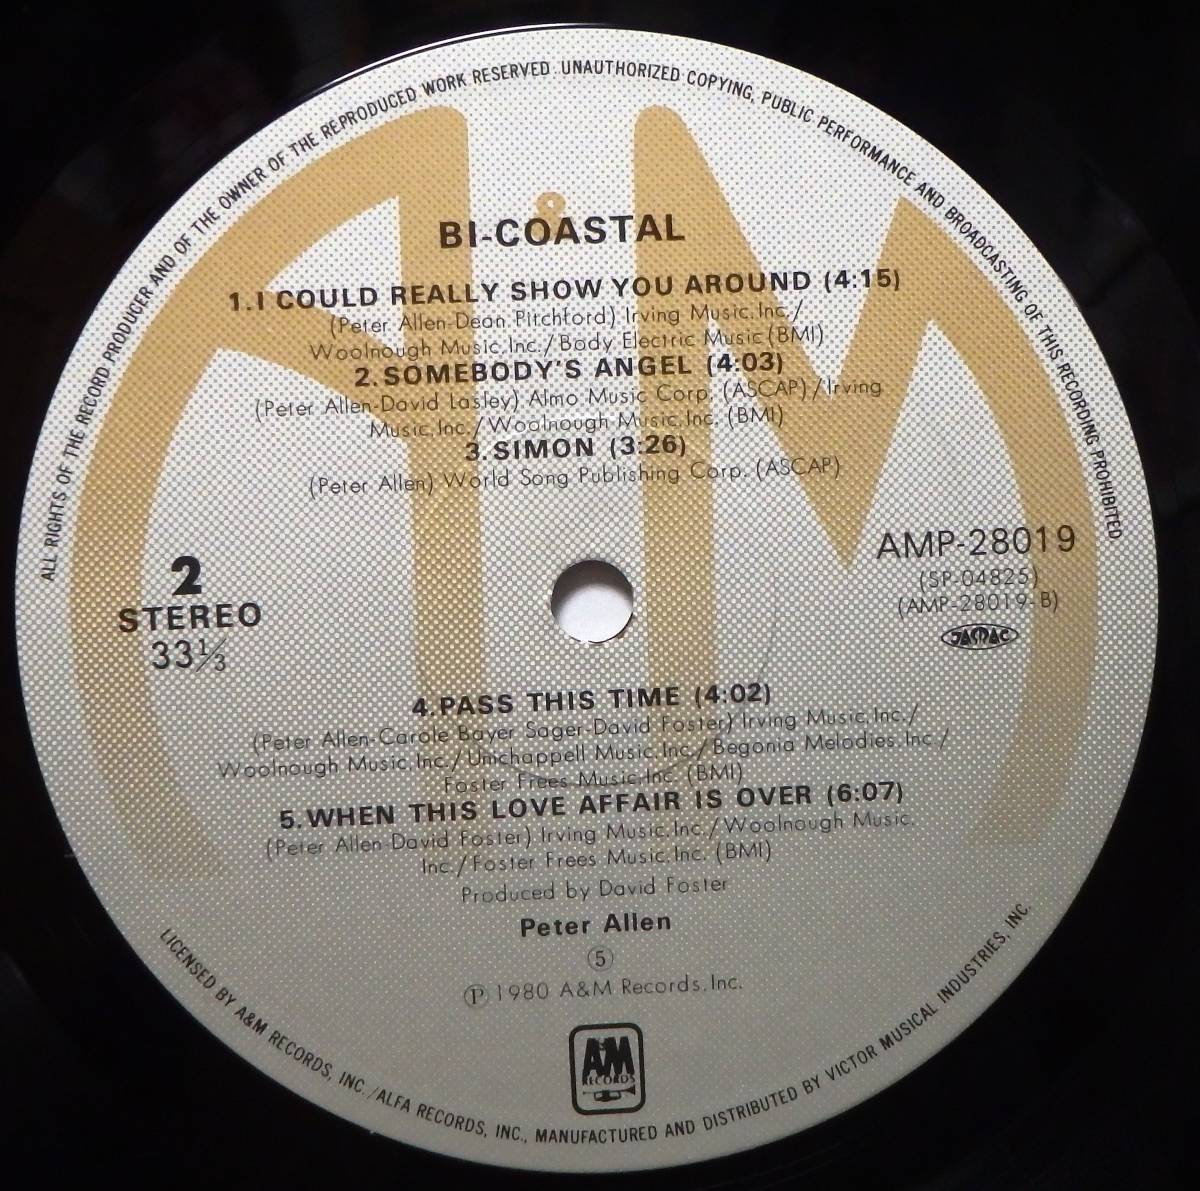 ALL RIGHTS OF THE RECORD PRODUCER AND OF THE OWNER OF THE REPRODUCED WORK RESERVED. UNAUTHORIZED COPYING, PUBLIC PERFORMANCE AND BROADCASTING OF THIS RECORDING PROHIBITED
BI-COASTAL
1. I COULD REALLY SHOW YOU AROUND (4:15)
(Peter Allen-Dean Pitchford) Irving Music, Inc./
Woolnough Music, Inc./Body Electric Music (BMI)
2. SOMEBODY'S ANGEL (4:03)
(Peter Allen-David Lasley) Almo Music Corp. (ASCAP)/Irving
Music, Inc./Woolnough Music, Inc. (BMI)
3. SIMON (3:26)
(Peter Allen) World Song Publishing Corp. (ASCAP)
2
STEREO
33⅓
AMP-28019
(SP-04825)
(AMP-28019-B)
JASRAC
4. PASS THIS TIME (4:02)
(Peter Allen-Carole Bayer Sager-David Foster) Irving Music, Inc./
Woolnough Music, Inc./Unichappell Music, Inc./Begonia Melodies, Inc./
Foster Frees Music, Inc. (BMI)
5. WHEN THIS LOVE AFFAIR IS OVER (6:07)
(Peter Allen-David Foster) Irving Music, Inc./Woolnough Music,
Inc./Foster Frees Music, Inc. (BMI)
Produced by David Foster
Peter Allen
⑤
Ⓟ 1980 A&M Records, Inc.
A&M
RECORDS
LICENSED BY A&M RECORDS, INC./ALFA RECORDS, INC., MANUFACTURED AND DISTRIBUTED BY VICTOR MUSICAL INDUSTRIES, INC.